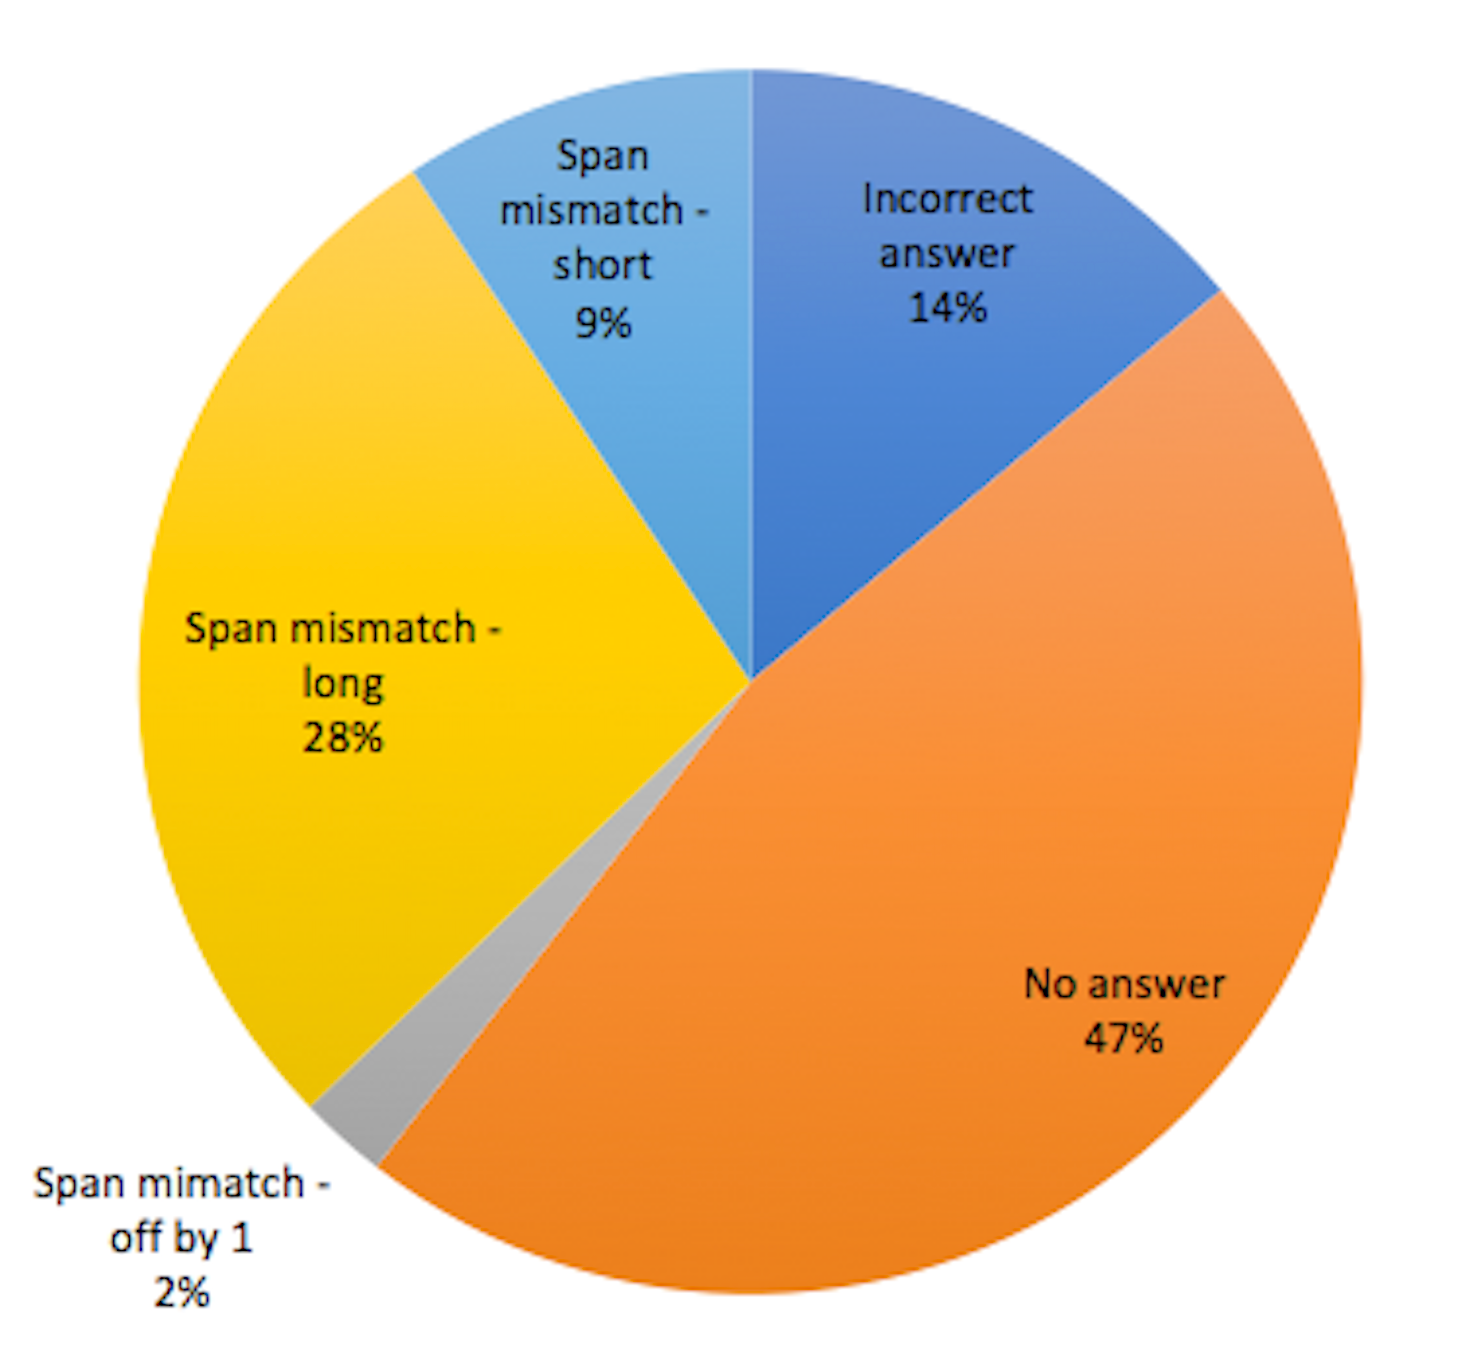 Span
mismatch -
short
9%
Incorrect
answer
14%
Span mismatch -
long
28%
No answer
47%
Span mimatch -
off by 1
2%